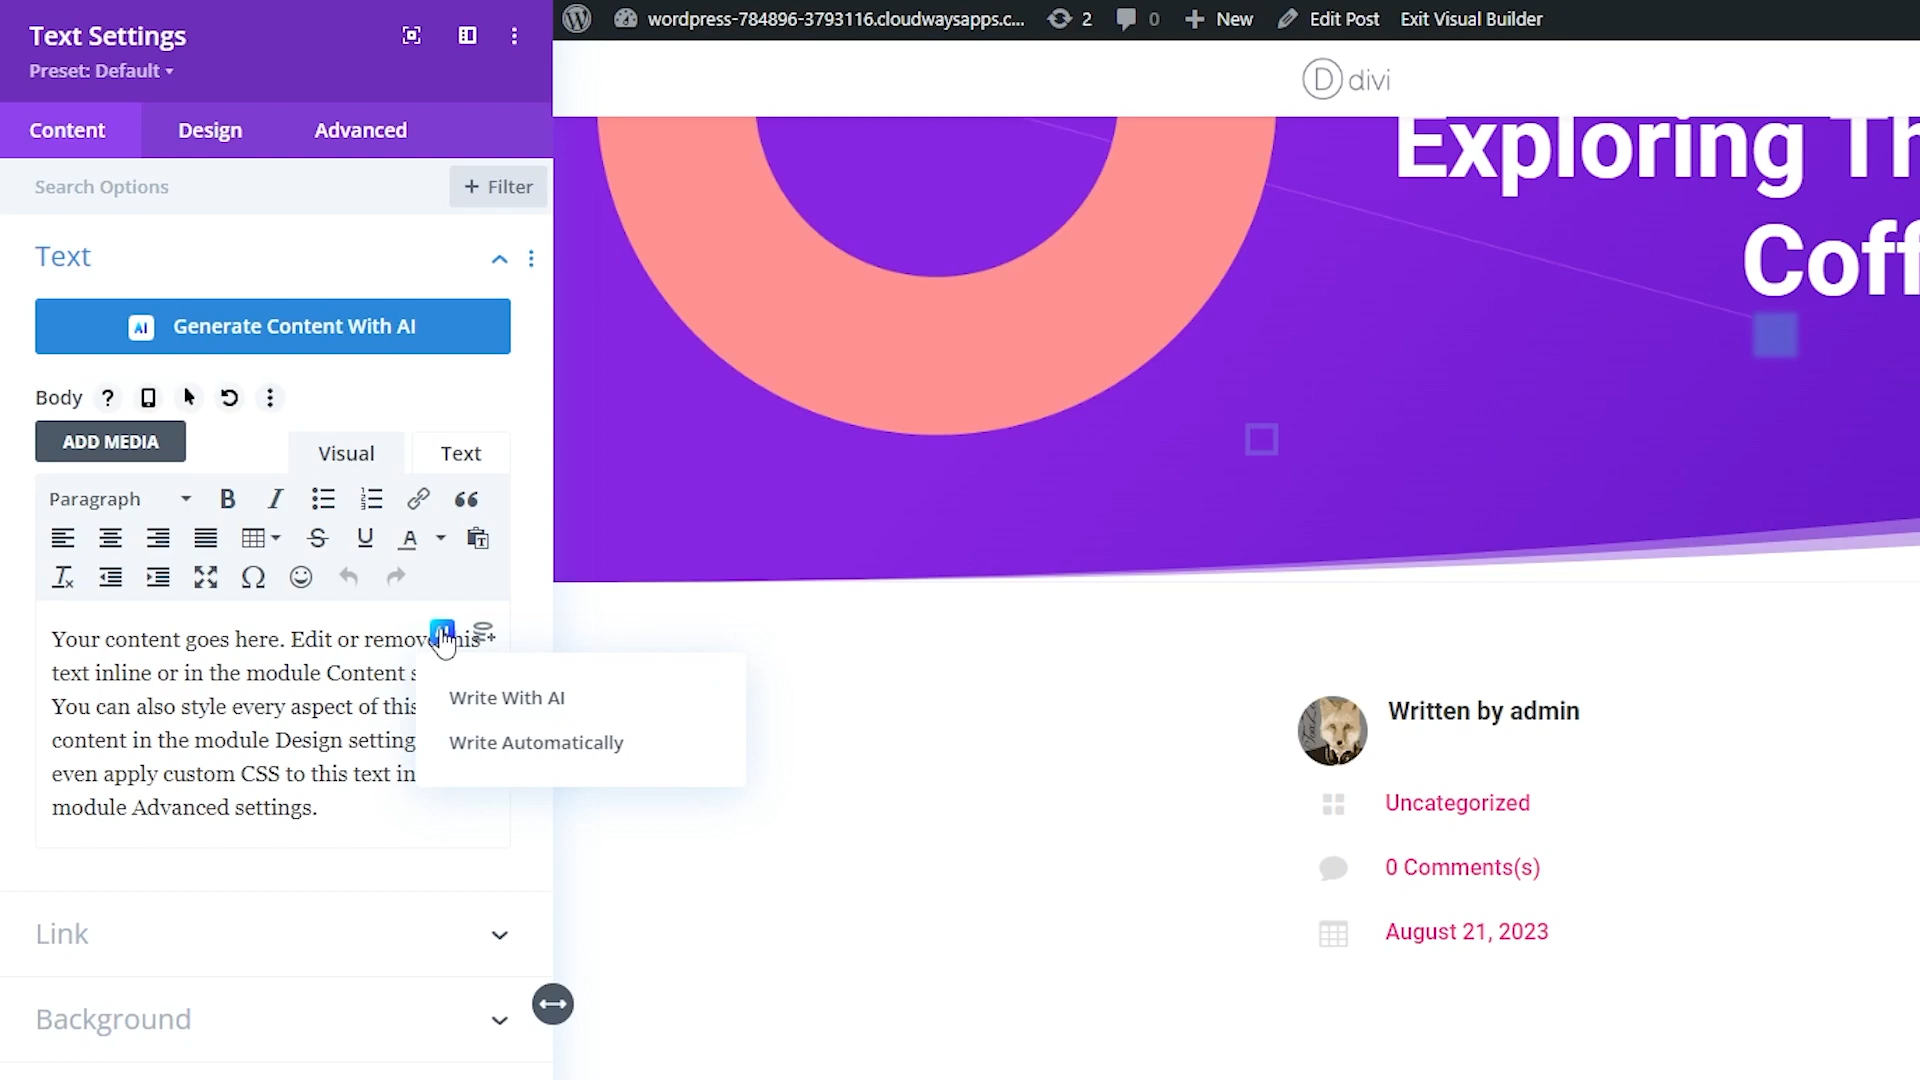 Text Settings
Preset: Default
Content
Design
Advanced
Search Options
+ Filter
Text
AI Generate Content With AI
Body
ADD MEDIA
Visual
Text
Paragraph
Your content goes here. Edit or remove this
text inline or in the module Content
You can also style every aspect of this
content in the module Design setting
even apply custom CSS to this text in
module Advanced settings.
Write With AI
Write Automatically
Link
Background
wordpress-784896-3793116.cloudwaysapps.c...
2
0
New
Edit Post
Exit Visual Builder
D divi
Exploring Th
Coff
Written by admin
Uncategorized
0 Comments(s)
August 21, 2023